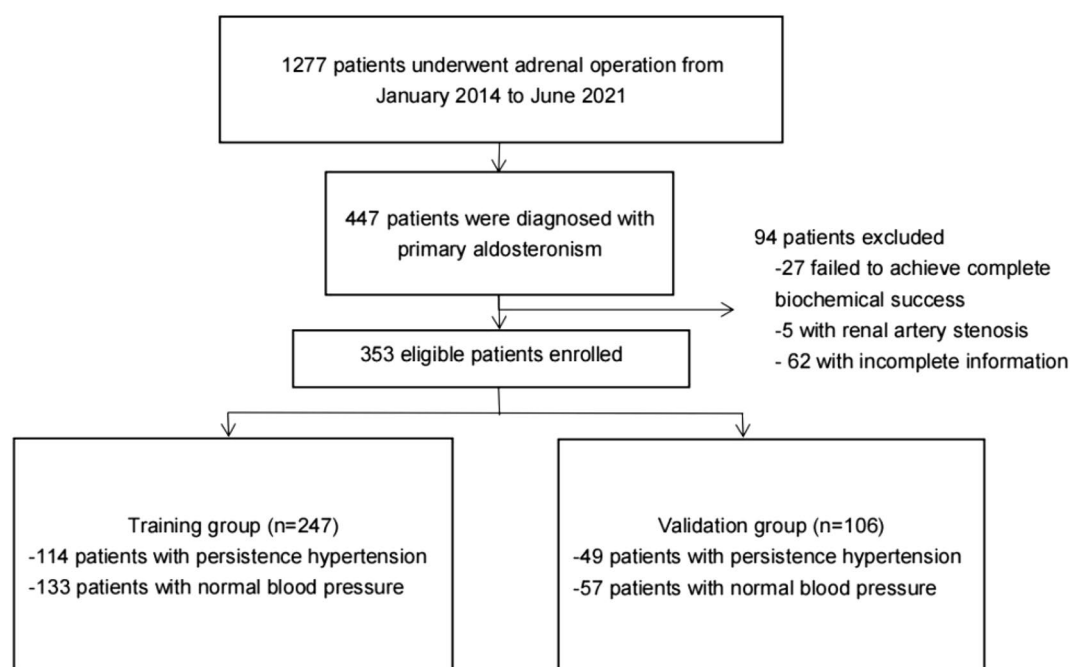 1277 patients underwent adrenal operation from
January 2014 to June 2021
447 patients were diagnosed with
primary aldosteronism
94 patients excluded
-27 failed to achieve complete
biochemical success
-5 with renal artery stenosis
- 62 with incomplete information
353 eligible patients enrolled
Training group (n=247)
-114 patients with persistence hypertension
-133 patients with normal blood pressure
Validation group (n=106)
-49 patients with persistence hypertension
-57 patients with normal blood pressure